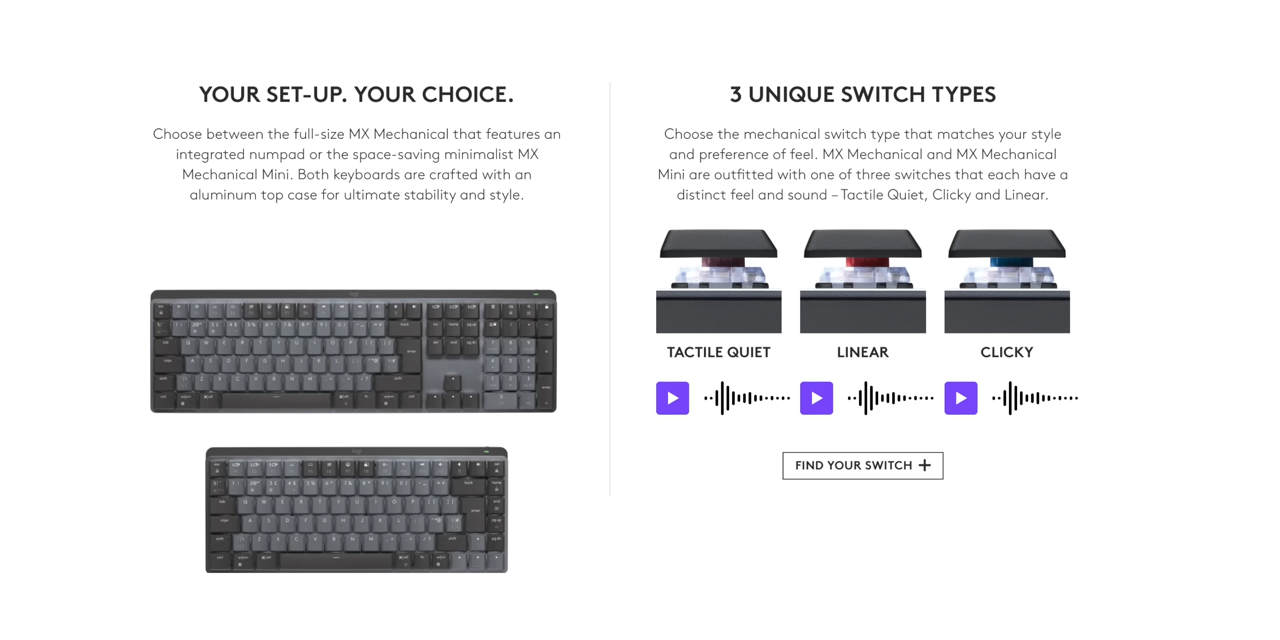 YOUR SET-UP. YOUR CHOICE.
Choose between the full-size MX Mechanical that features an
integrated numpad or the space-saving minimalist MX
Mechanical Mini. Both keyboards are crafted with an
aluminum top case for ultimate stability and style.
3 UNIQUE SWITCH TYPES
Choose the mechanical switch type that matches your style
and preference of feel. MX Mechanical and MX Mechanical
Mini are outfitted with one of three switches that each have a
distinct feel and sound – Tactile Quiet, Clicky and Linear.
TACTILE QUIET
LINEAR
CLICKY
FIND YOUR SWITCH